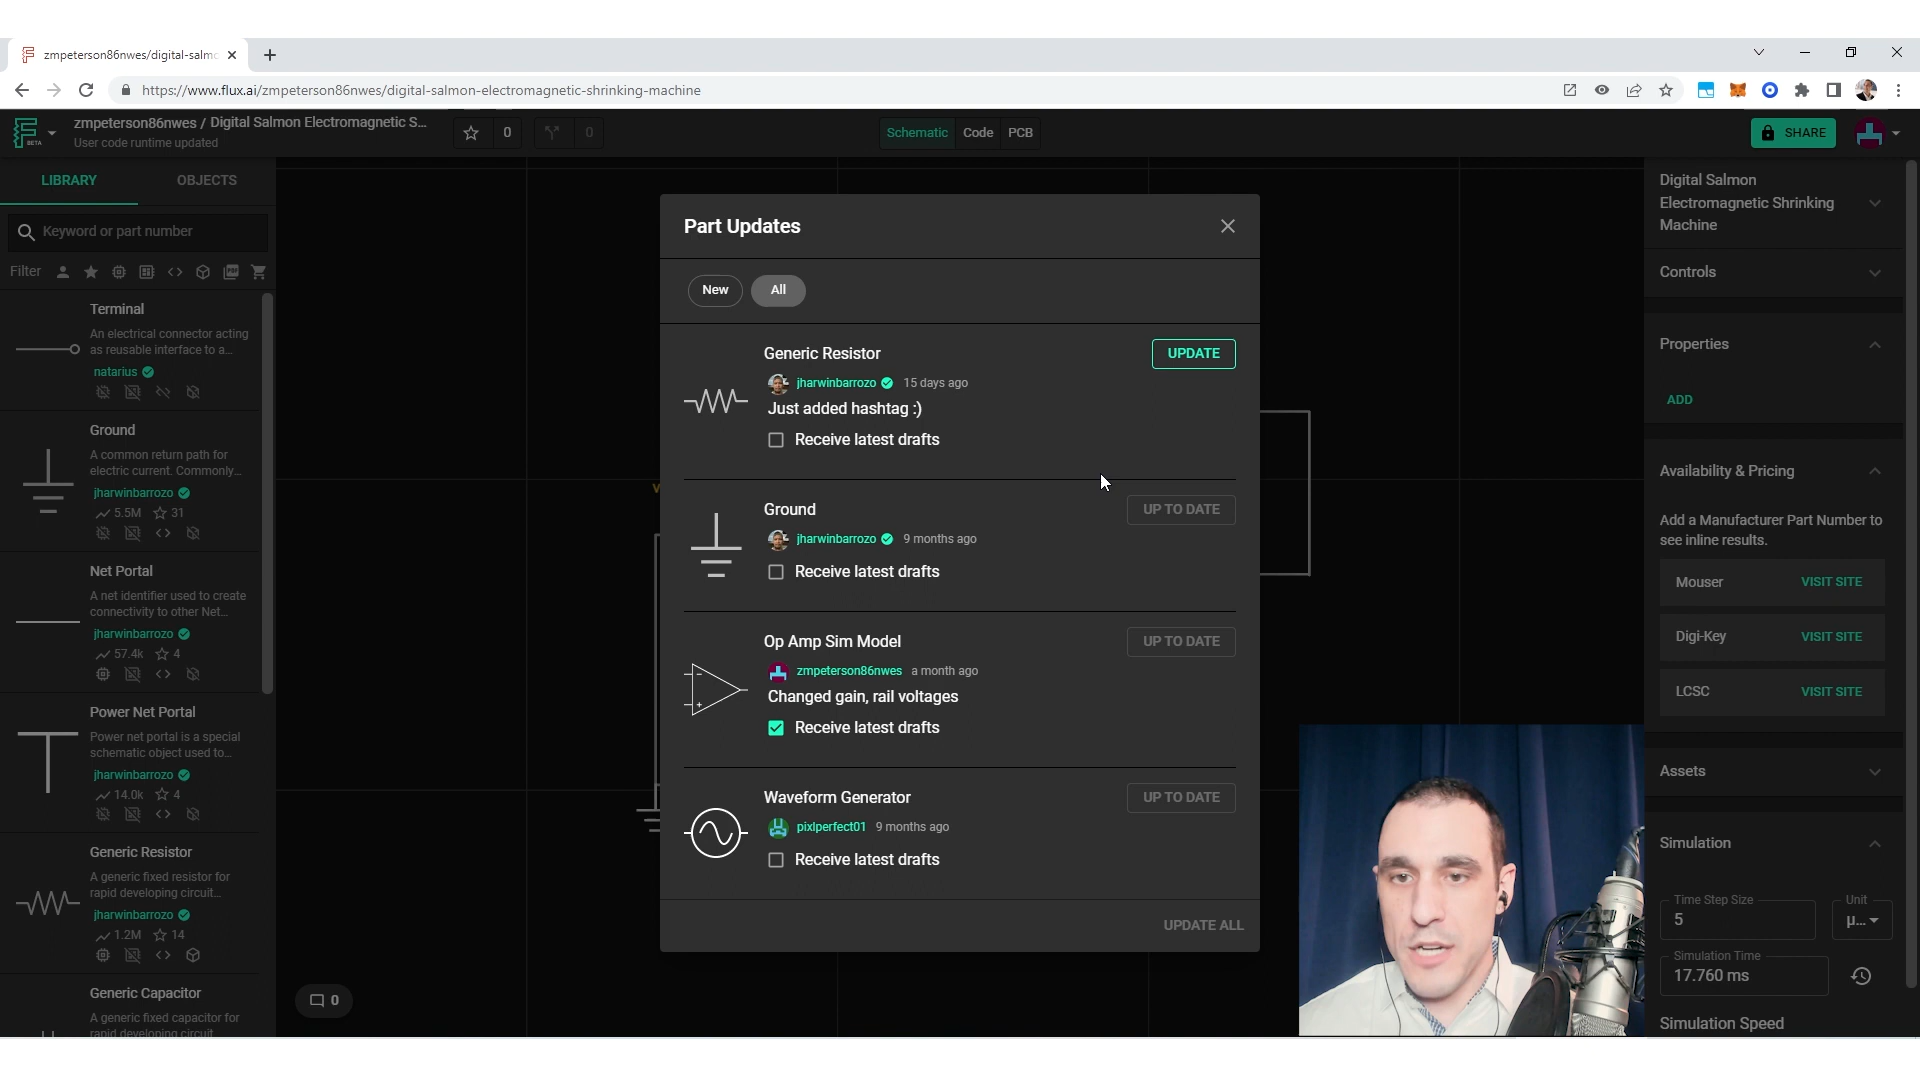 zmpeterson86nwes/digital-salmo
https://www.flux.ai/zmpeterson86nwes/digital-salmon-electromagnetic-shrinking-machine
BETA
zmpeterson86nwes / Digital Salmon Electromagnetic S...
User code runtime updated
0
0
Schematic
Code
PCB
SHARE
LIBRARY
OBJECTS
Keyword or part number
Filter
Terminal
An electrical connector acting
as reusable interface to a...
natarius
Ground
A common return path for
electric current. Commonly...
jharwinbarrozo
5.5M
31
Net Portal
A net identifier used to create
connectivity to other Net...
jharwinbarrozo
57.4k
4
Power Net Portal
Power net portal is a special
schematic object used to...
jharwinbarrozo
14.0k
4
Generic Resistor
A generic fixed resistor for
rapid developing circuit...
jharwinbarrozo
1.2M
14
Generic Capacitor
A generic fixed capacitor for
rapid developing circuit
0
Part Updates
New
All
Generic Resistor
UPDATE
jharwinbarrozo
15 days ago
Just added hashtag :)
Receive latest drafts
Ground
UP TO DATE
jharwinbarrozo
9 months ago
Receive latest drafts
Op Amp Sim Model
UP TO DATE
zmpeterson86nwes
a month ago
Changed gain, rail voltages
Receive latest drafts
Waveform Generator
UP TO DATE
pixlperfect01
9 months ago
Receive latest drafts
UPDATE ALL
Digital Salmon
Electromagnetic Shrinking
Machine
Controls
Properties
ADD
Availability & Pricing
Add a Manufacturer Part Number to
see inline results.
Mouser
VISIT SITE
Digi-Key
VISIT SITE
LCSC
VISIT SITE
Assets
Simulation
Time Step Size
5
Unit
µ...
Simulation Time
17.760 ms
Simulation Speed